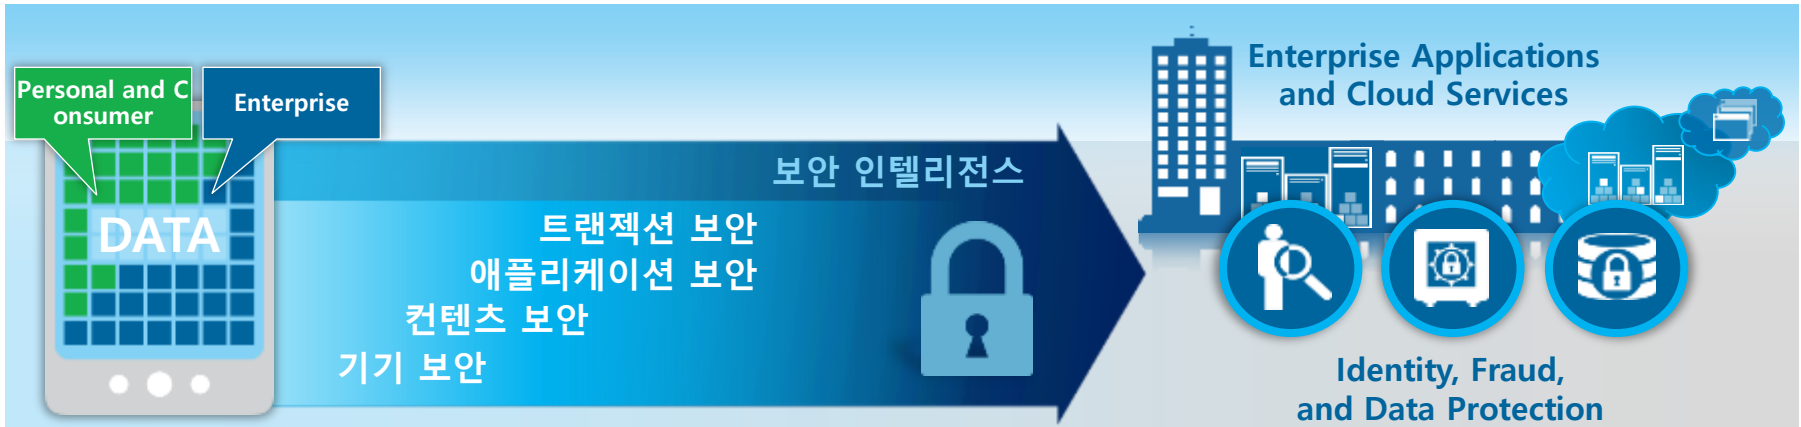 Personal and C
onsumer
Enterprise
DATA
보안 인텔리전스
트랜젝션 보안
애플리케이션 보안
컨텐츠 보안
기기 보안
Enterprise Applications
and Cloud Services
Identity, Fraud,
and Data Protection